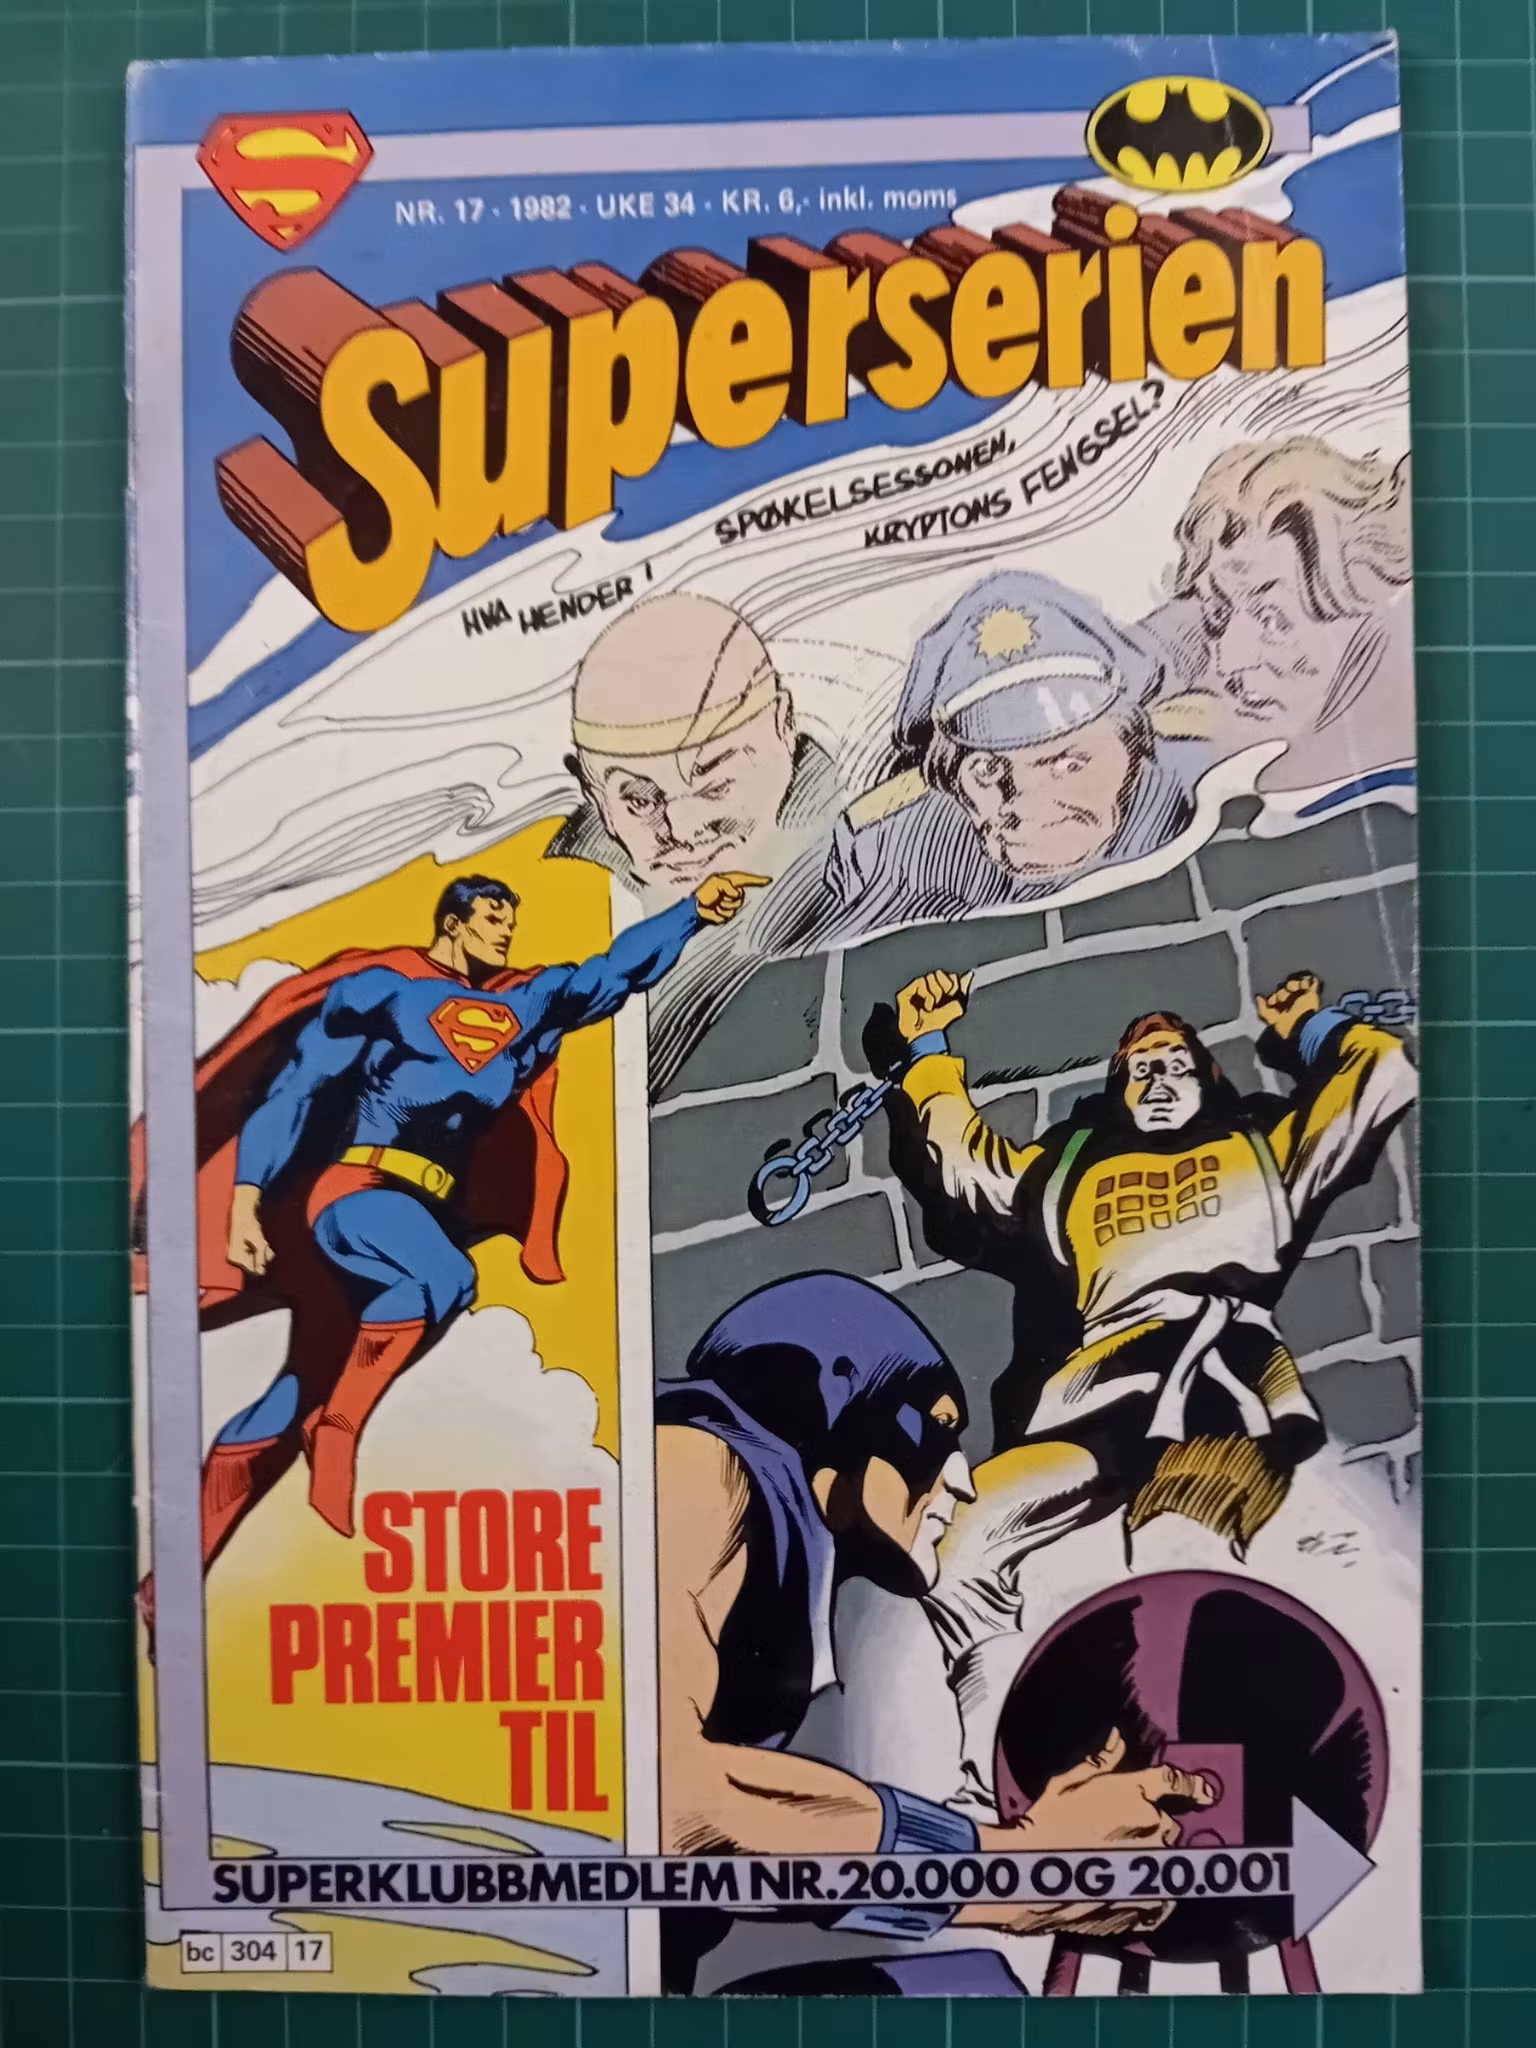 NR. 17 · 1982 · UKE 34 · KR. 6,- inkl. moms
Superserien
HVA HENDER I
SPØKELSESSONEN,
KRYPTONS FENGSEL?
STORE
PREMIER
TIL
SUPERKLUBBMEDLEM NR.20.000 OG 20.001
bc 304 17